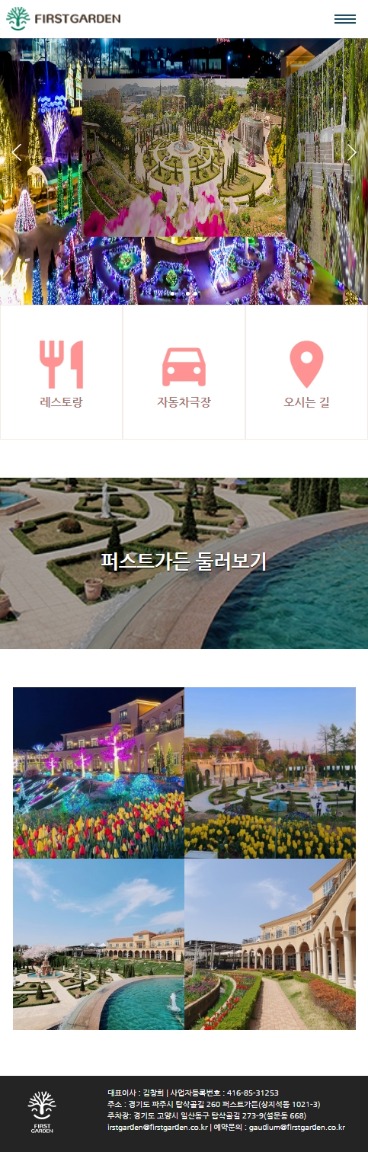 FIRSTGARDEN
레스토랑
자동차극장
오시는 길
퍼스트가든 둘러보기
대표이사 : 김창희 | 사업자등록번호 : 416-85-31253
주소 : 경기도 파주시 탑삭골길 260 퍼스트가든(상지석동 1021-3)
주차장: 경기도 고양시 일산동구 탑삭골길 273-9(설문동 668)
irstgarden@firstgarden.co.kr | 예약문의 : gaudium@firstgarden.co.kr
FIRST
GARDEN